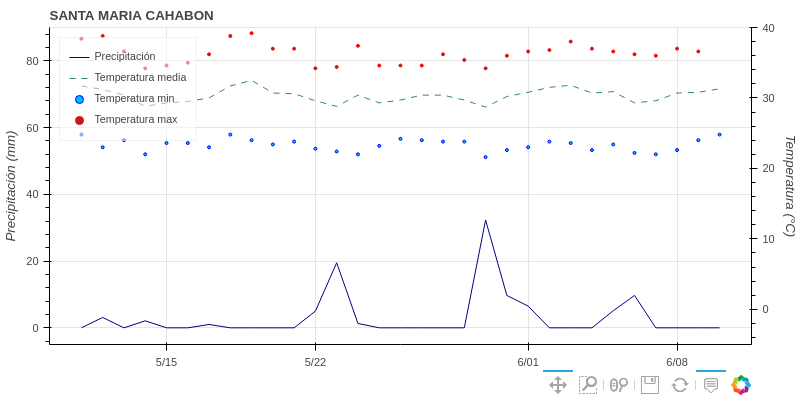 SANTA MARIA CAHABON
Precipitación
Temperatura media
Temperatura min
Temperatura max
Precipitación (mm)
80
60
40
20
0
Temperatura (°C)
40
30
20
10
0
5/15
5/22
6/01
6/08